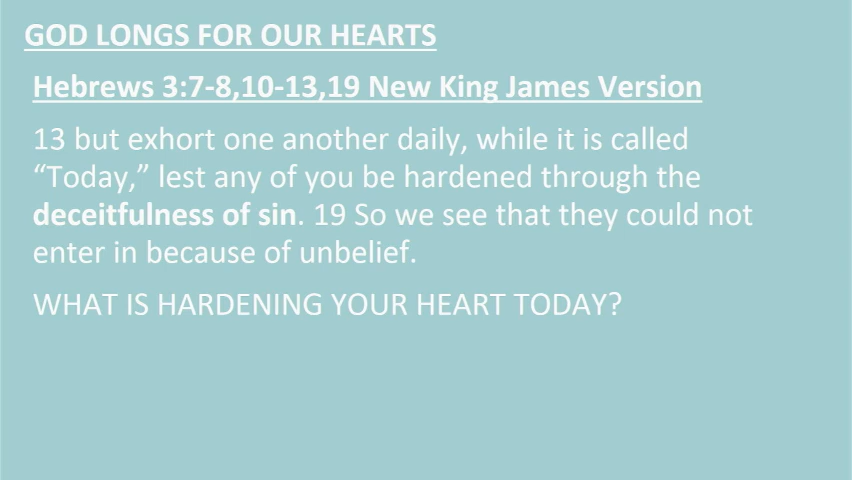 GOD LONGS FOR OUR HEARTS
Hebrews 3:7-8,10-13,19 New King James Version
13 but exhort one another daily, while it is called
“Today,” lest any of you be hardened through the
deceitfulness of sin. 19 So we see that they could not
enter in because of unbelief.
WHAT IS HARDENING YOUR HEART TODAY?